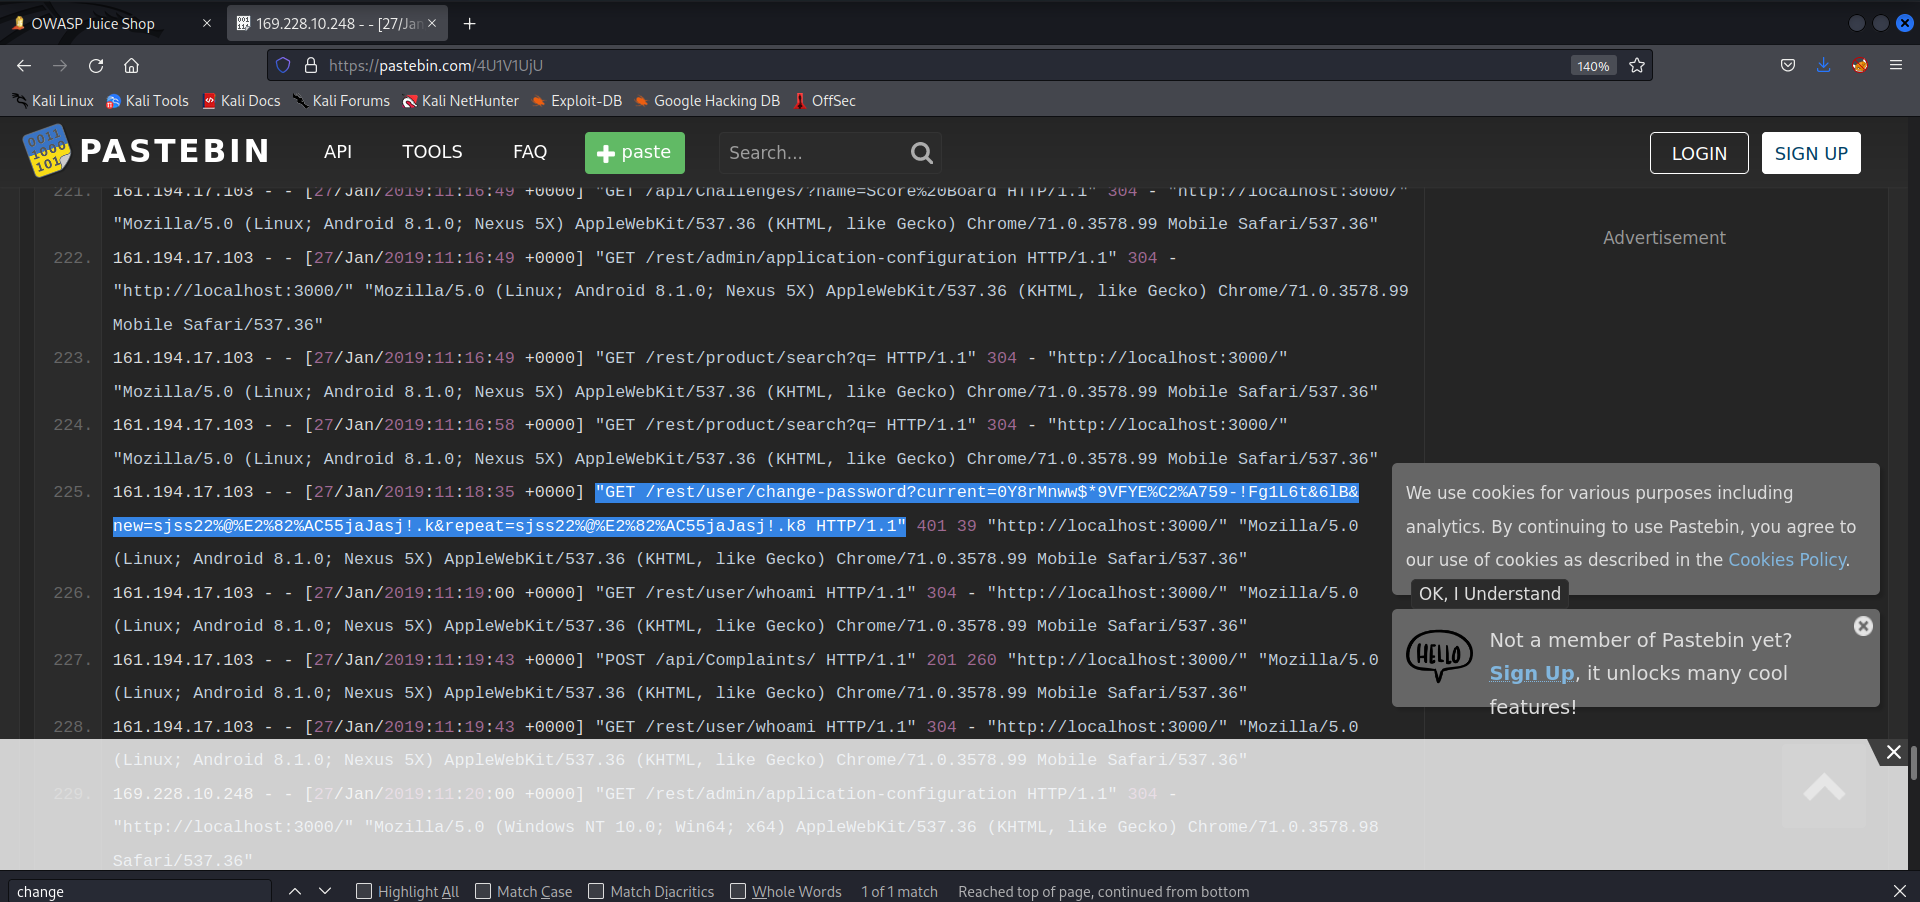 OWASP Juice Shop
169.228.10.248 - - [27/Jan
https://pastebin.com/4U1V1UjU
140%
Kali Linux Kali Tools Kali Docs Kali Forums Kali NetHunter Exploit-DB Google Hacking DB OffSec
PASTEBIN API TOOLS FAQ paste Search... LOGIN SIGN UP
221. 161.194.17.103 - - [27/Jan/2019:11:16:49 +0000] "GET /api/Challenges/?name=Score%20Board HTTP/1.1" 304 - "http://localhost:3000/"
"Mozilla/5.0 (Linux; Android 8.1.0; Nexus 5X) AppleWebKit/537.36 (KHTML, like Gecko) Chrome/71.0.3578.99 Mobile Safari/537.36"
222. 161.194.17.103 - - [27/Jan/2019:11:16:49 +0000] "GET /rest/admin/application-configuration HTTP/1.1" 304 -
"http://localhost:3000/" "Mozilla/5.0 (Linux; Android 8.1.0; Nexus 5X) AppleWebKit/537.36 (KHTML, like Gecko) Chrome/71.0.3578.99
Mobile Safari/537.36"
223. 161.194.17.103 - - [27/Jan/2019:11:16:49 +0000] "GET /rest/product/search?q= HTTP/1.1" 304 - "http://localhost:3000/"
"Mozilla/5.0 (Linux; Android 8.1.0; Nexus 5X) AppleWebKit/537.36 (KHTML, like Gecko) Chrome/71.0.3578.99 Mobile Safari/537.36"
224. 161.194.17.103 - - [27/Jan/2019:11:16:58 +0000] "GET /rest/product/search?q= HTTP/1.1" 304 - "http://localhost:3000/"
"Mozilla/5.0 (Linux; Android 8.1.0; Nexus 5X) AppleWebKit/537.36 (KHTML, like Gecko) Chrome/71.0.3578.99 Mobile Safari/537.36"
225. 161.194.17.103 - - [27/Jan/2019:11:18:35 +0000] "GET /rest/user/change-password?current=0Y8rMnww$*9VFYE%C2%A759-!Fg1L6t&6lB&
new=sjss22%@%E2%82%AC55jaJasj!.k&repeat=sjss22%@%E2%82%AC55jaJasj!.k8 HTTP/1.1" 401 39 "http://localhost:3000/" "Mozilla/5.0
(Linux; Android 8.1.0; Nexus 5X) AppleWebKit/537.36 (KHTML, like Gecko) Chrome/71.0.3578.99 Mobile Safari/537.36"
226. 161.194.17.103 - - [27/Jan/2019:11:19:00 +0000] "GET /rest/user/whoami HTTP/1.1" 304 - "http://localhost:3000/" "Mozilla/5.0
(Linux; Android 8.1.0; Nexus 5X) AppleWebKit/537.36 (KHTML, like Gecko) Chrome/71.0.3578.99 Mobile Safari/537.36"
227. 161.194.17.103 - - [27/Jan/2019:11:19:43 +0000] "POST /api/Complaints/ HTTP/1.1" 201 260 "http://localhost:3000/" "Mozilla/5.0
(Linux; Android 8.1.0; Nexus 5X) AppleWebKit/537.36 (KHTML, like Gecko) Chrome/71.0.3578.99 Mobile Safari/537.36"
228. 161.194.17.103 - - [27/Jan/2019:11:19:43 +0000] "GET /rest/user/whoami HTTP/1.1" 304 - "http://localhost:3000/" "Mozilla/5.0
(Linux; Android 8.1.0; Nexus 5X) AppleWebKit/537.36 (KHTML, like Gecko) Chrome/71.0.3578.99 Mobile Safari/537.36"
229. 169.228.10.248 - - [27/Jan/2019:11:20:00 +0000] "GET /rest/admin/application-configuration HTTP/1.1" 304 -
"http://localhost:3000/" "Mozilla/5.0 (Windows NT 10.0; Win64; x64) AppleWebKit/537.36 (KHTML, like Gecko) Chrome/71.0.3578.98
Safari/537.36"
Advertisement
We use cookies for various purposes including
analytics. By continuing to use Pastebin, you agree to
our use of cookies as described in the Cookies Policy.
OK, I Understand
HELLO
Not a member of Pastebin yet?
Sign Up, it unlocks many cool
features!
change Highlight All Match Case Match Diacritics Whole Words 1 of 1 match Reached top of page, continued from bottom